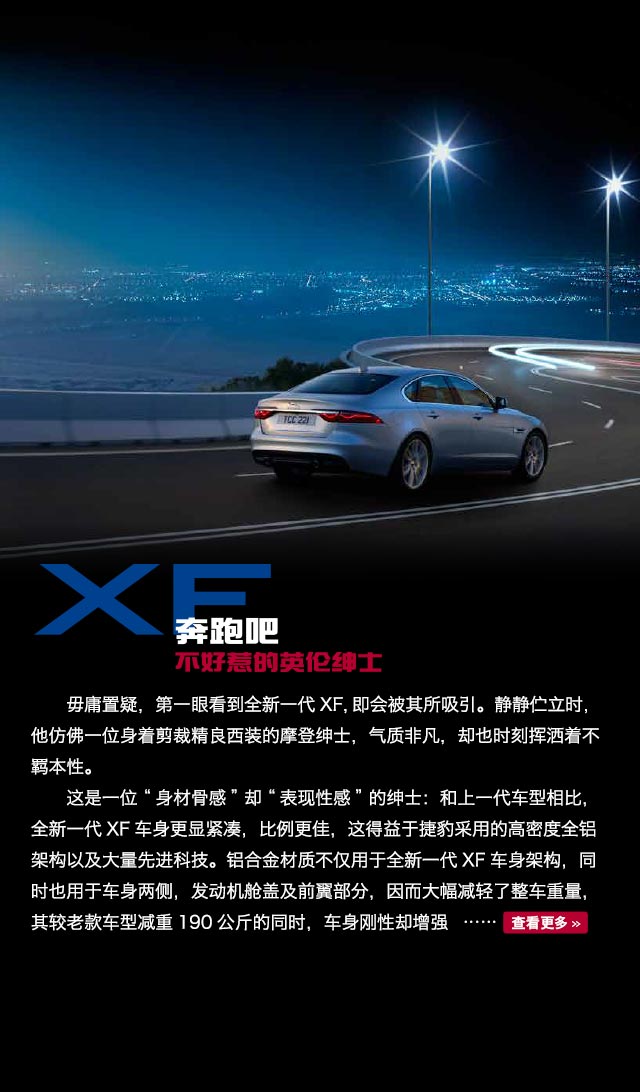 TCC 221
XF
奔跑吧
不好惹的英伦绅士
毋庸置疑，第一眼看到全新一代 XF, 即会被其所吸引。静静伫立时，
他仿佛一位身着剪裁精良西装的摩登绅士，气质非凡，却也时刻挥洒着不
羁本性。
这是一位“身材骨感”却“表现性感”的绅士：和上一代车型相比，
全新一代 XF 车身更显紧凑，比例更佳，这得益于捷豹采用的高密度全铝
架构以及大量先进科技。铝合金材质不仅用于全新一代 XF 车身架构，同
时也用于车身两侧，发动机舱盖及前翼部分，因而大幅减轻了整车重量，
其较老款车型减重 190 公斤的同时，车身刚性却增强 …… 查看更多 »